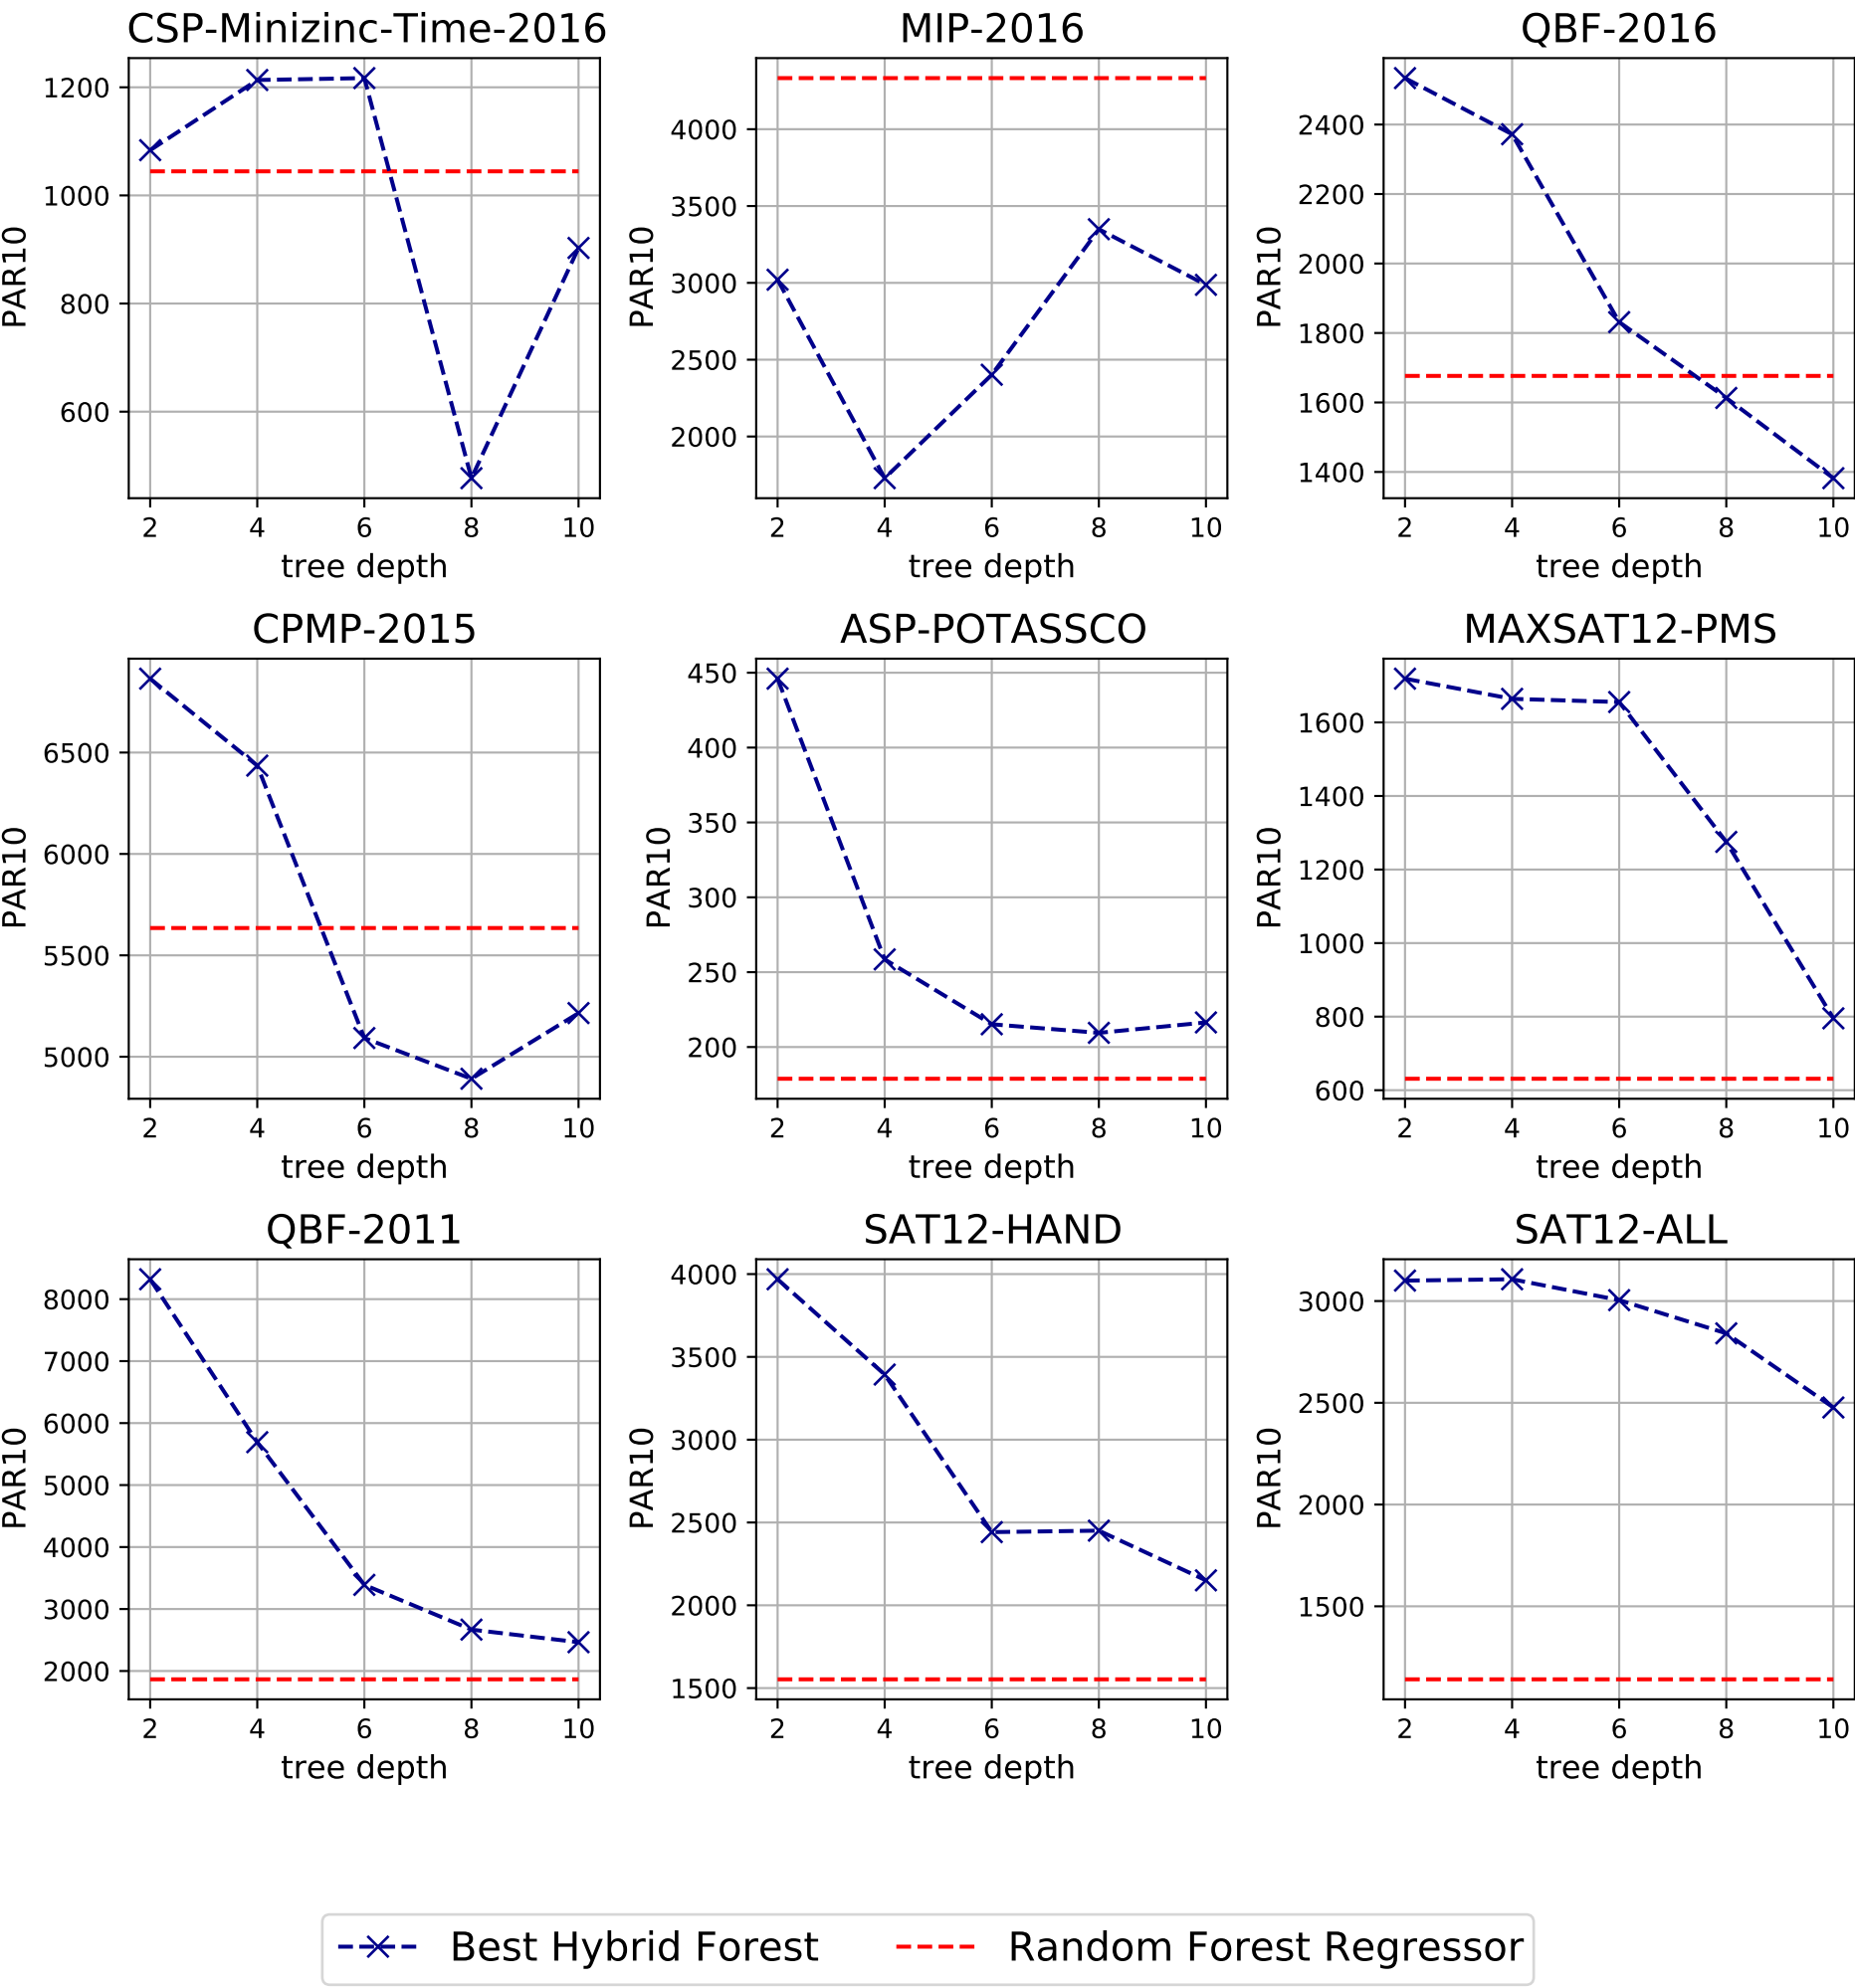 CSP-Minizinc-Time-2016
PAR10
1200
1000
800
600
2 4 6 8 10
tree depth
MIP-2016
PAR10
4000
3500
3000
2500
2000
2 4 6 8 10
tree depth
QBF-2016
PAR10
2400
2200
2000
1800
1600
1400
2 4 6 8 10
tree depth
CPMP-2015
PAR10
6500
6000
5500
5000
2 4 6 8 10
tree depth
ASP-POTASSCO
PAR10
450
400
350
300
250
200
2 4 6 8 10
tree depth
MAXSAT12-PMS
PAR10
1600
1400
1200
1000
800
600
2 4 6 8 10
tree depth
QBF-2011
PAR10
8000
7000
6000
5000
4000
3000
2000
2 4 6 8 10
tree depth
SAT12-HAND
PAR10
4000
3500
3000
2500
2000
1500
2 4 6 8 10
tree depth
SAT12-ALL
PAR10
3000
2500
2000
1500
2 4 6 8 10
tree depth
Best Hybrid Forest
Random Forest Regressor